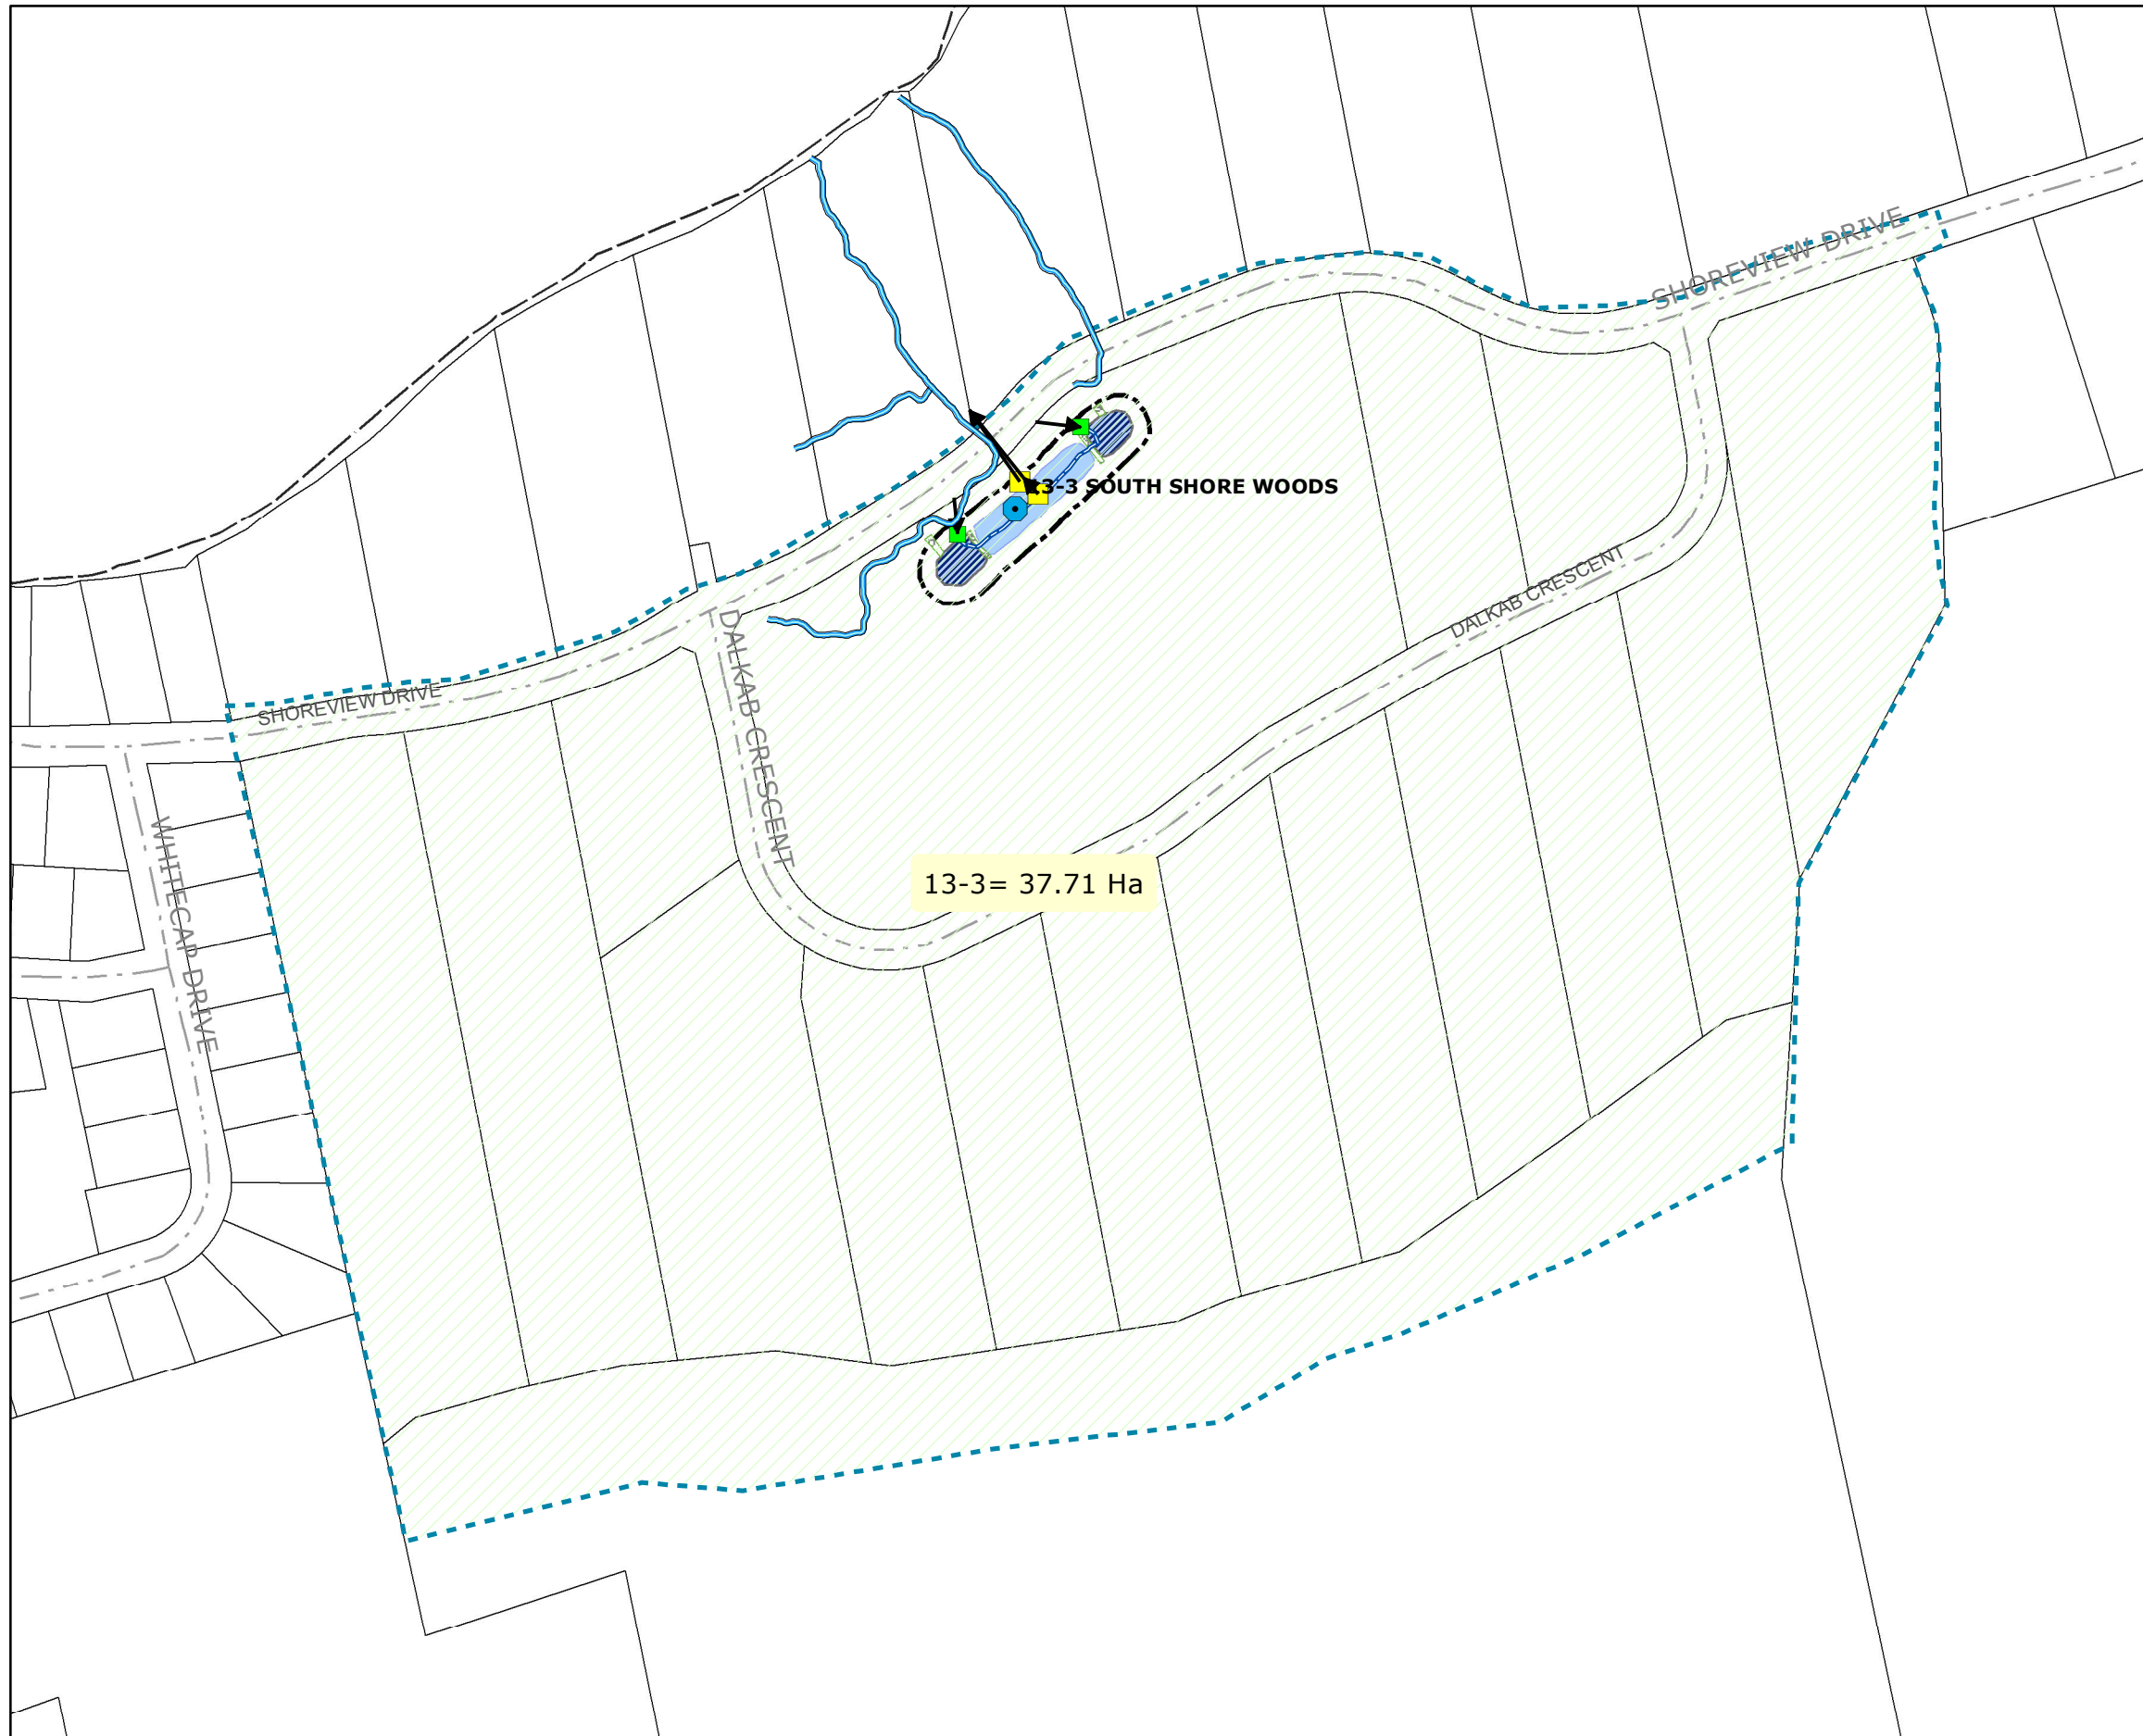 SHOREVIEW DRIVE
13-3 SOUTH SHORE WOODS
DALKAB CRESCENT
SHOREVIEW DRIVE
DALKAB CRESCENT
WHITECAP DRIVE
13-3= 37.71 Ha